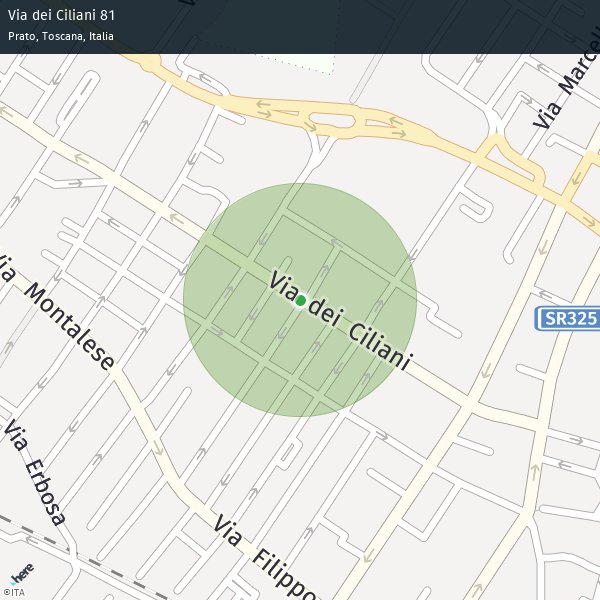 Via dei Ciliani 81
Prato, Toscana, Italia
Via Marcell
Via dei Ciliani
SR325
Via Montalese
Via Erbosa
Via Filippo
here
©ITA